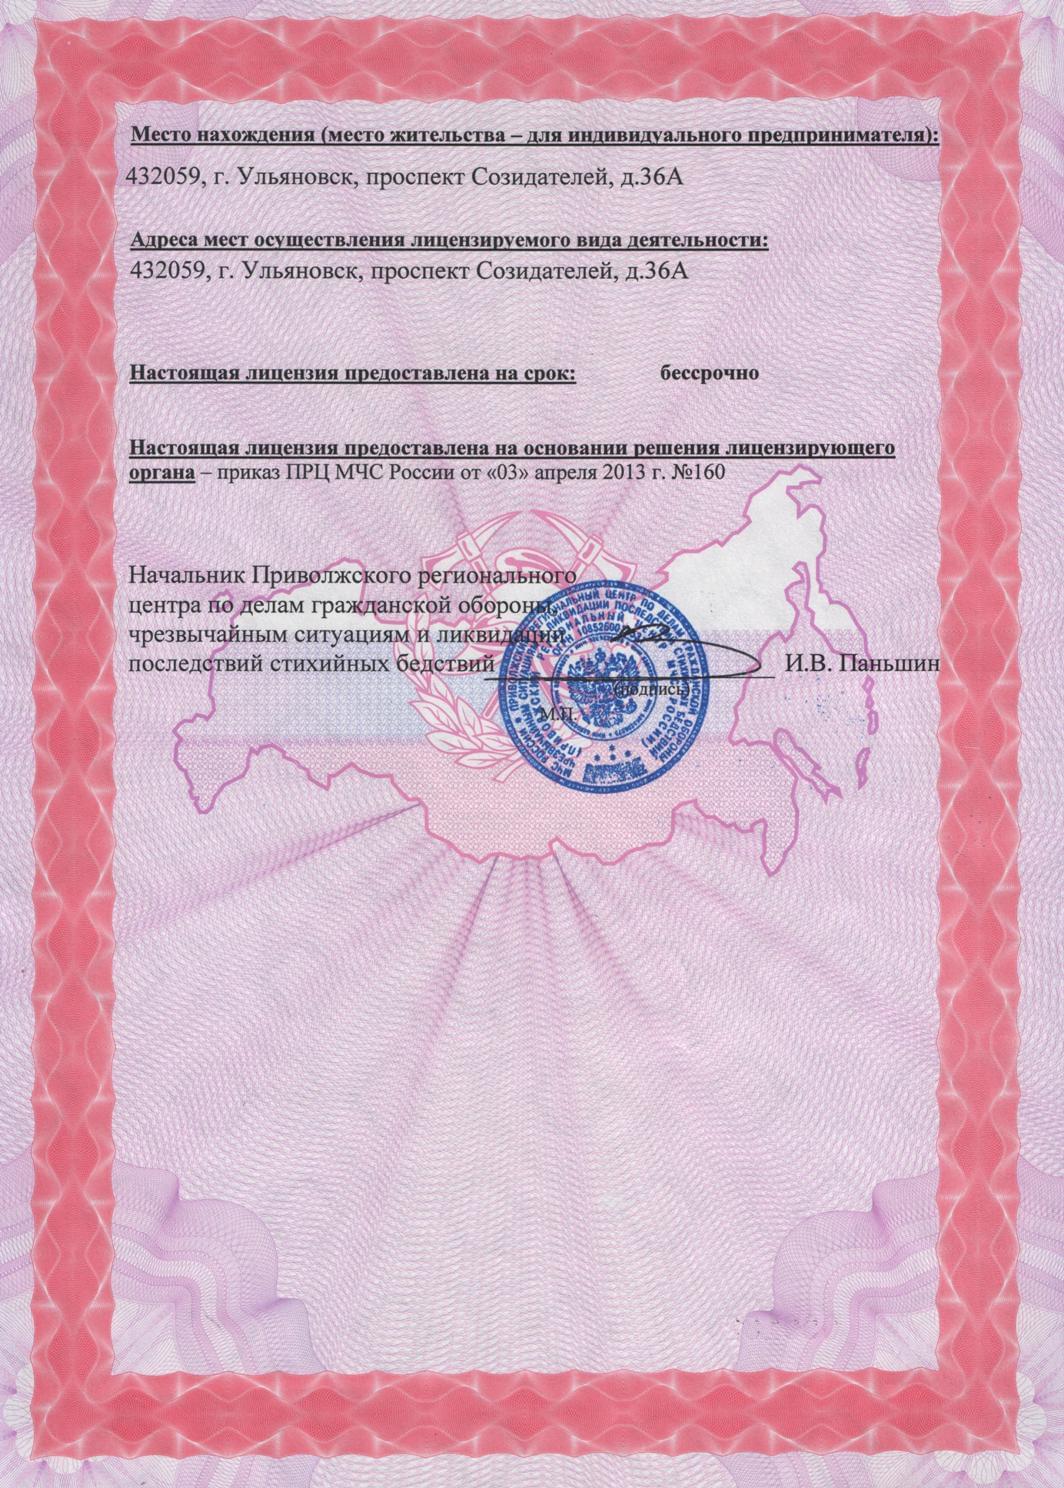 Место нахождения (место жительства – для индивидуального предпринимателя):
432059, г. Ульяновск, проспект Созидателей, д.36А
Адреса мест осуществления лицензируемого вида деятельности:
432059, г. Ульяновск, проспект Созидателей, д.36А
Настоящая лицензия предоставлена на срок: бессрочно
Настоящая лицензия предоставлена на основании решения лицензирующего
органа – приказ ПРЦ МЧС России от «03» апреля 2013 г. №160
Начальник Приволжского регионального
центра по делам гражданской обороны,
чрезвычайным ситуациям и ликвидации
последствий стихийных бедствий И.В. Паньшин
(подпись)
М.П.